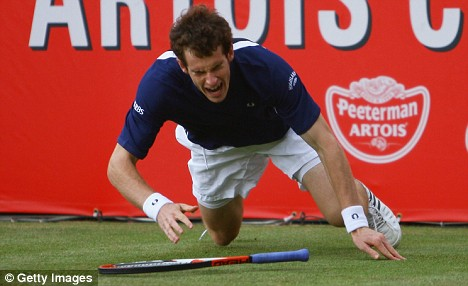 ARTOIS C
Peeterman
ARTOIS
© Getty Images